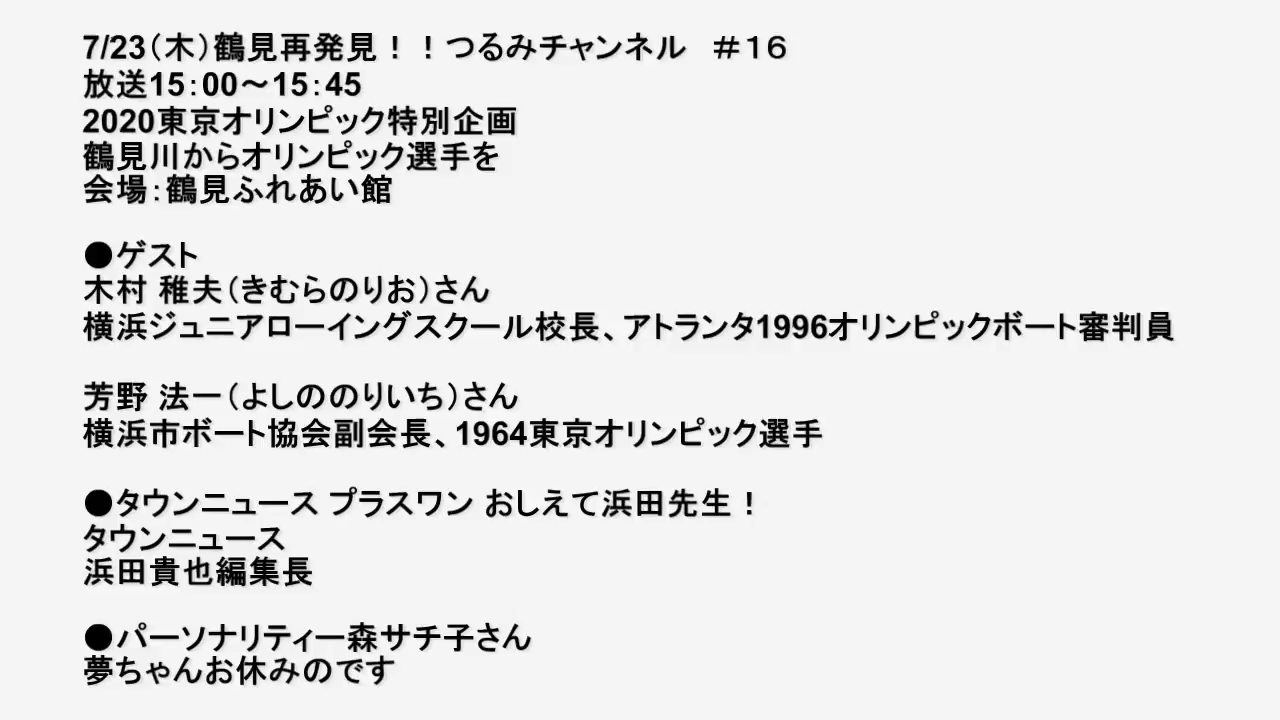 7/23（木）鶴見再発見！！つるみチャンネル　＃１６
放送15：00～15：45
2020東京オリンピック特別企画
鶴見川からオリンピック選手を
会場：鶴見ふれあい館
●ゲスト
木村 稚夫（きむらのりお）さん
横浜ジュニアローイングスクール校長、アトランタ1996オリンピックボート審判員
芳野 法一（よしののりいち）さん
横浜市ボート協会副会長、1964東京オリンピック選手
●タウンニュース プラスワン おしえて浜田先生！
タウンニュース
浜田貴也編集長
●パーソナリティー森サチ子さん
夢ちゃんお休みのです